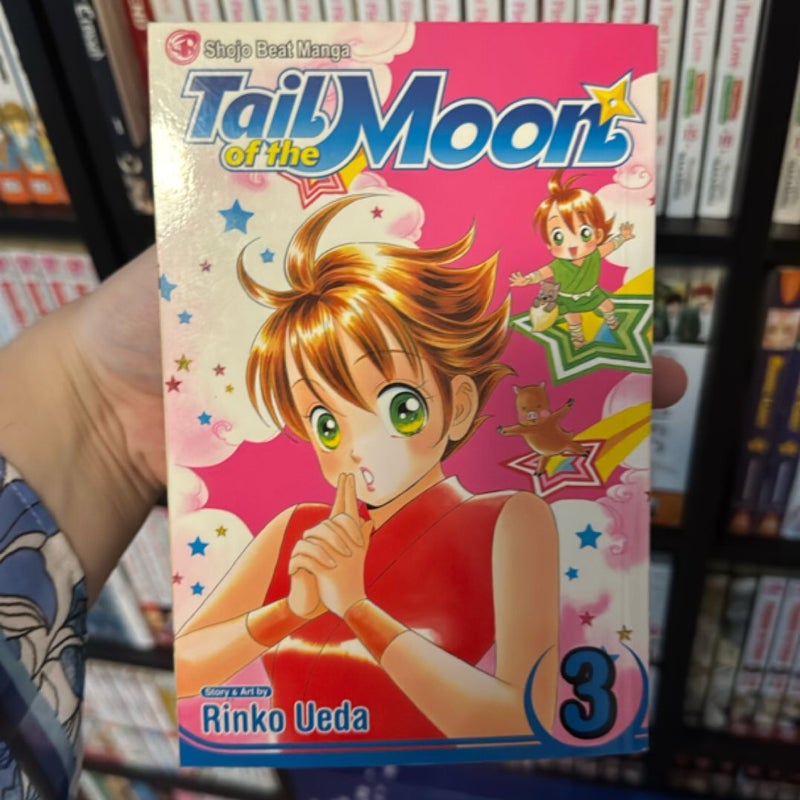 Shojo Beat Manga
Tail
of the
Moon
Story & Art by
Rinko Ueda
3